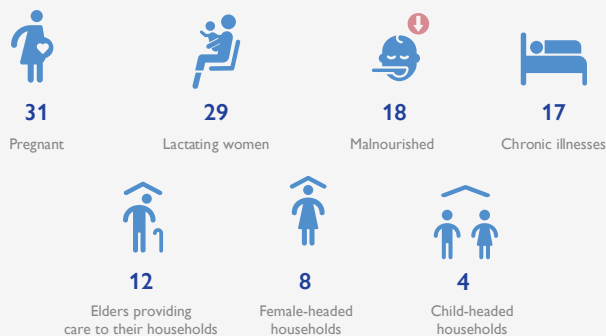 31
Pregnant
29
Lactating women
18
Malnourished
17
Chronic illnesses
12
Elders providing
care to their households
8
Female-headed
households
4
Child-headed
households